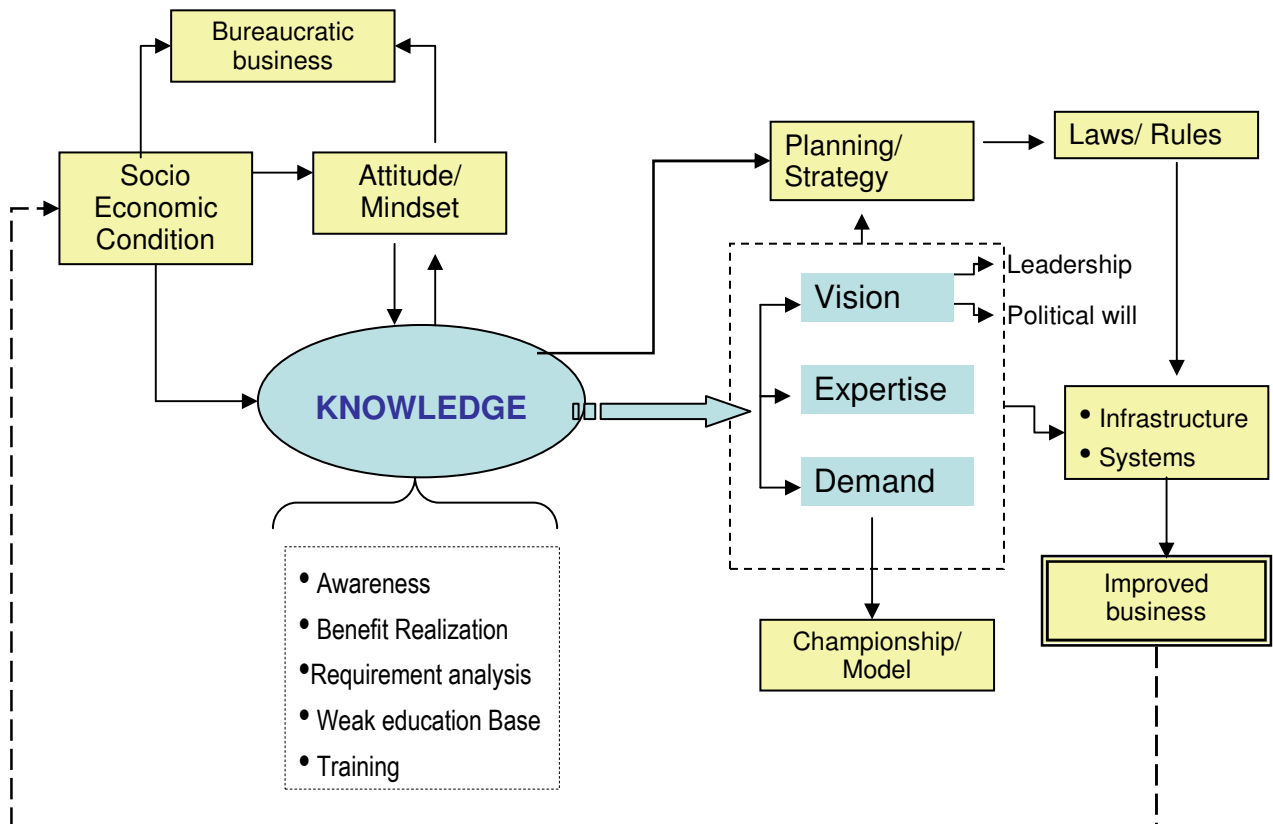 Bureaucratic
business
Socio
Economic
Condition
Attitude/
Mindset
Planning/
Strategy
Laws/ Rules
Vision
Leadership
Political will
KNOWLEDGE
Expertise
Demand
• Infrastructure
• Systems
• Awareness
• Benefit Realization
•Requirement analysis
• Weak education Base
• Training
Championship/
Model
Improved
business